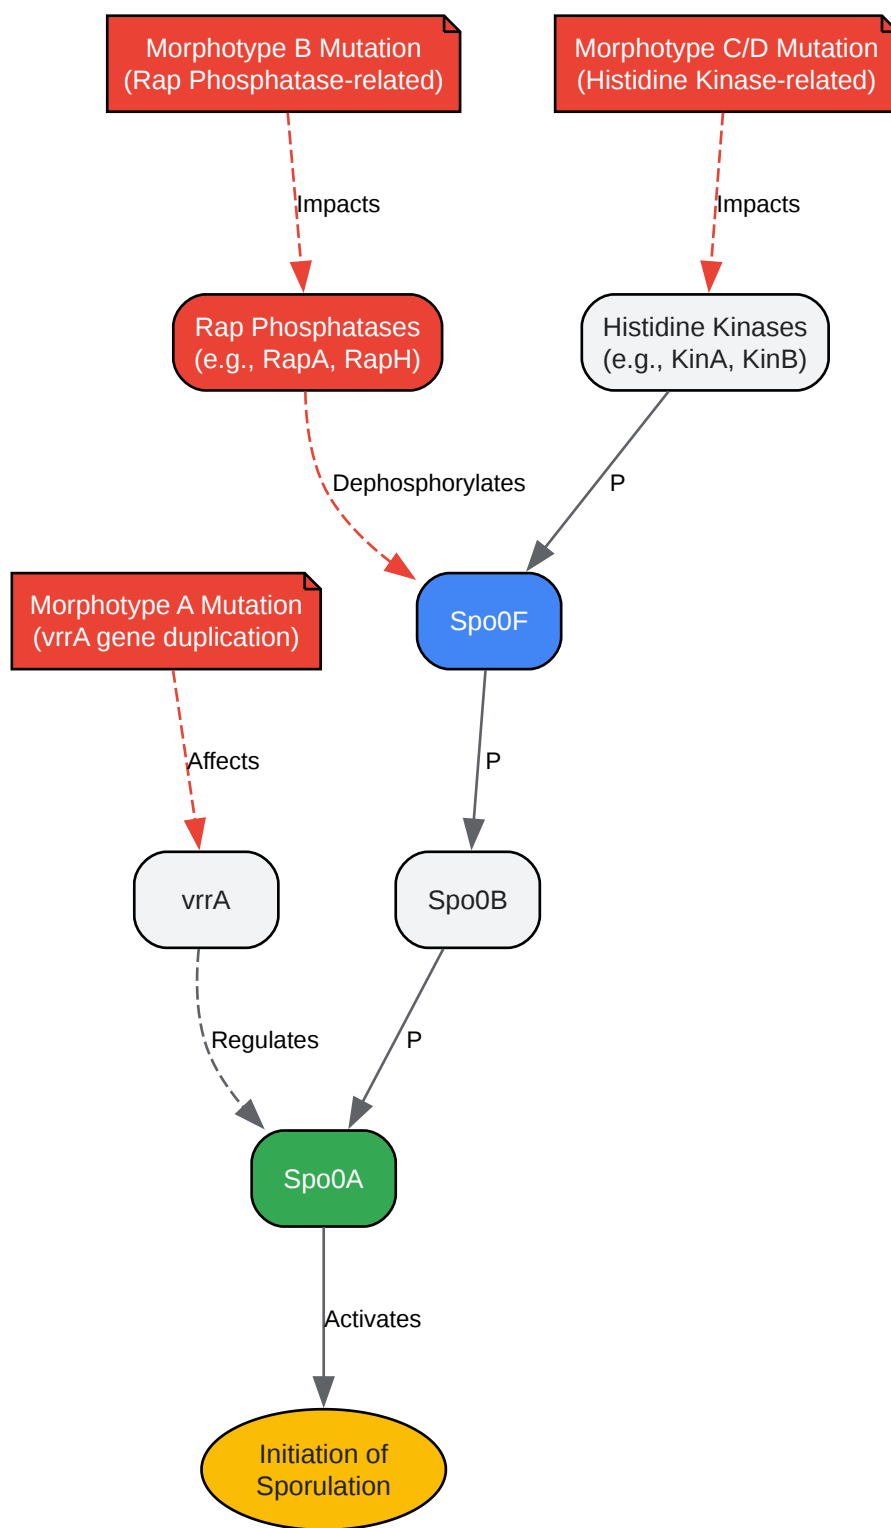 Morphotype B Mutation
(Rap Phosphatase-related)
Morphotype C/D Mutation
(Histidine Kinase-related)
Impacts
Impacts
Rap Phosphatases
(e.g., RapA, RapH)
Histidine Kinases
(e.g., KinA, KinB)
Dephosphorylates
P
Morphotype A Mutation
(vrrA gene duplication)
Spo0F
Affects
P
vrrA
Spo0B
Regulates
P
Spo0A
Activates
Initiation of
Sporulation